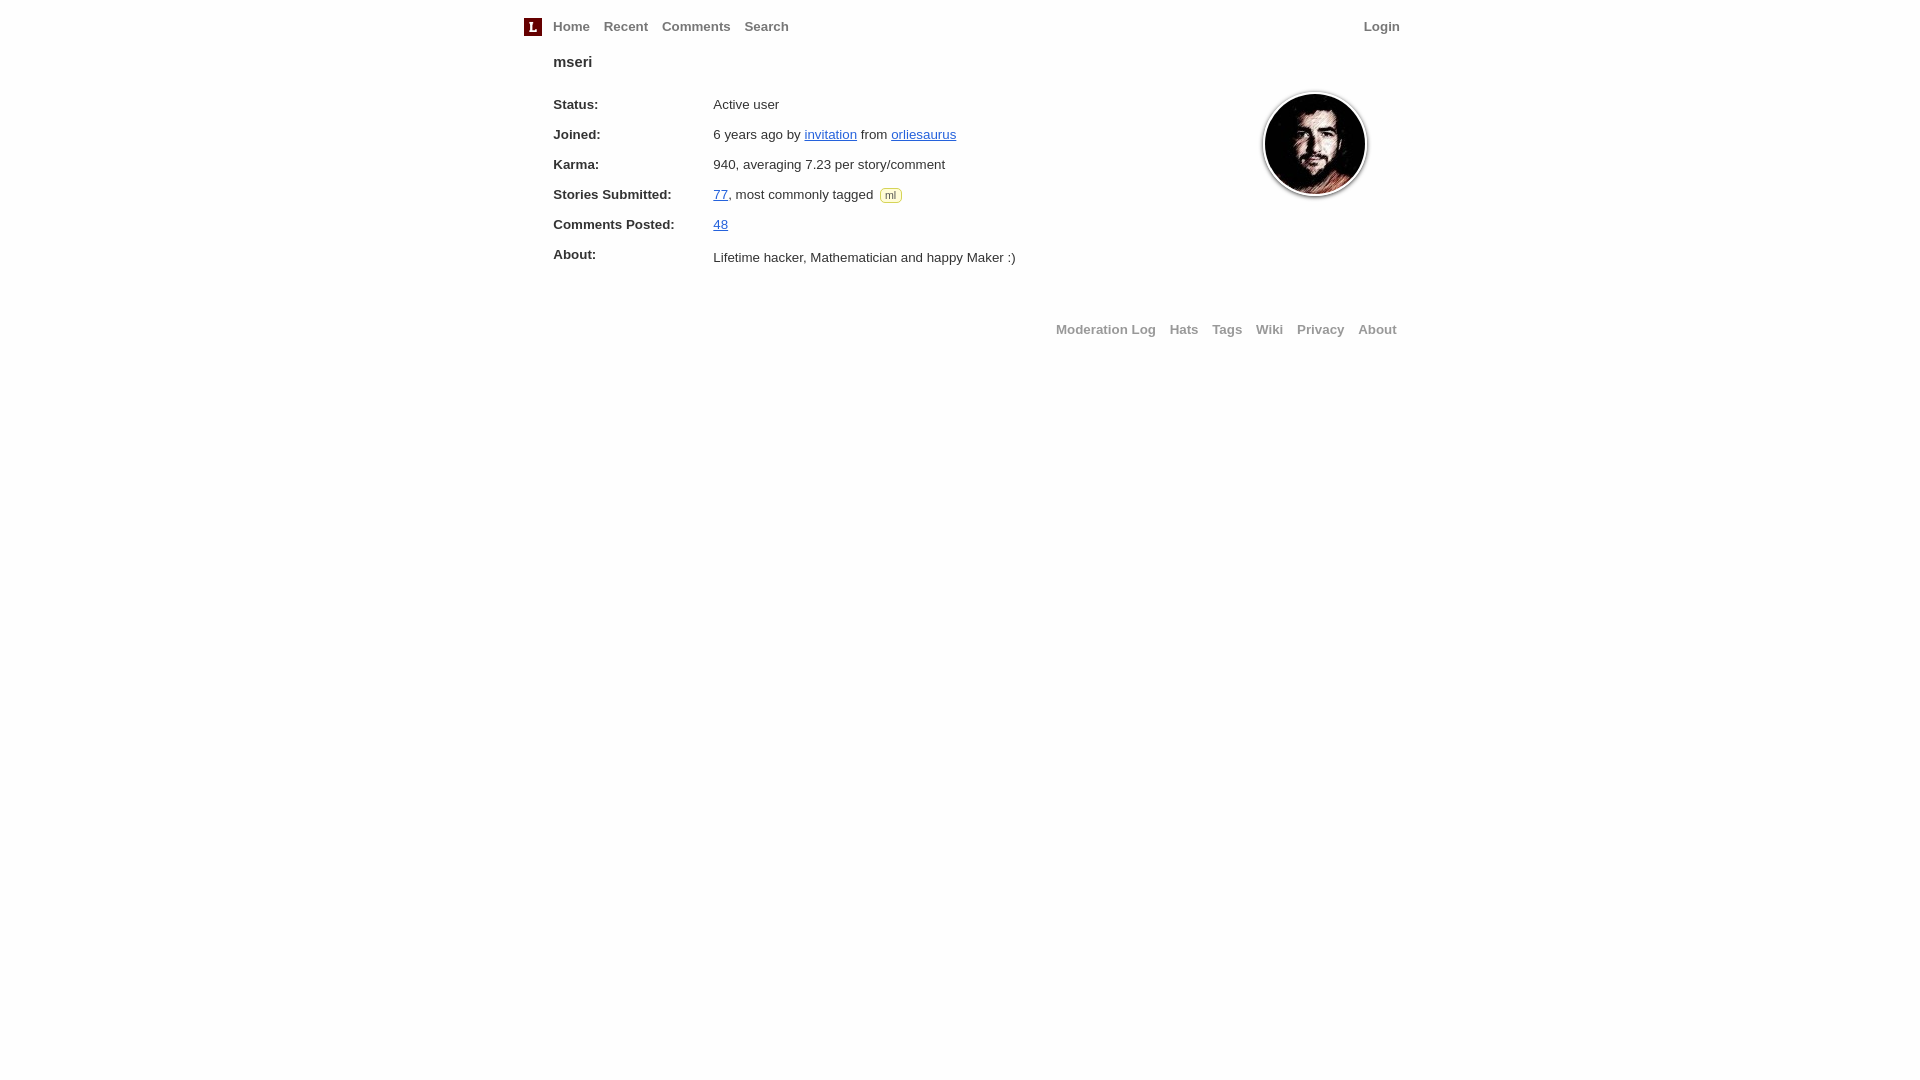 L Home Recent Comments Search Login
mseri
Status: Active user
Joined: 6 years ago by invitation from orliesaurus
Karma: 940, averaging 7.23 per story/comment
Stories Submitted: 77, most commonly tagged ml
Comments Posted: 48
About: Lifetime hacker, Mathematician and happy Maker :)
Moderation Log Hats Tags Wiki Privacy About